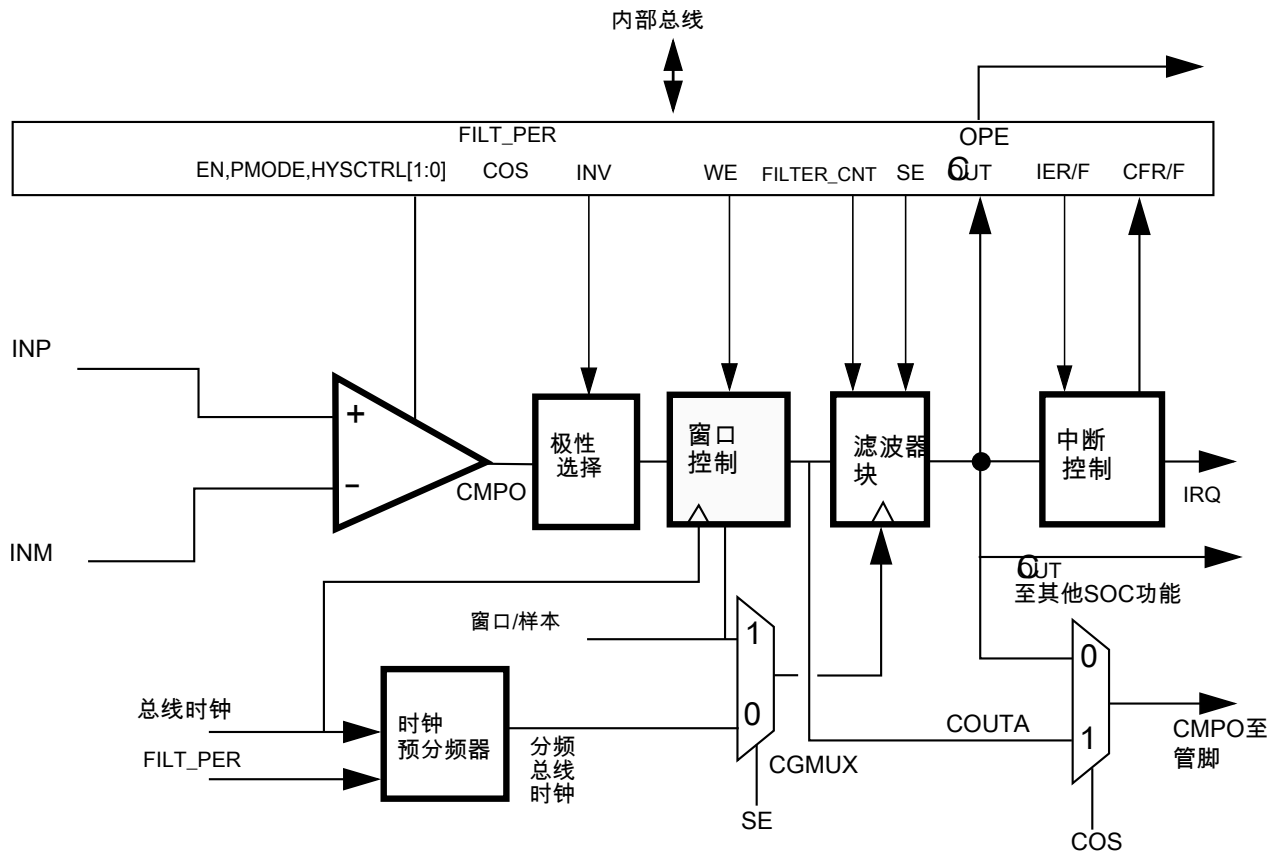 内部总线
FILT_PER
OPE
EN,PMODE,HYSCTRL[1:0]
COS
INV
WE
FILTER_CNT
SE
COUT
IER/F
CFR/F
INP
INM
+
−
CMPO
极性
选择
窗口
控制
滤波器
块
中断
控制
IRQ
COUT
至其他SOC功能
窗口/样本
1
0
CGMUX
SE
总线时钟
FILT_PER
时钟
预分频器
分频
总线
时钟
COUTA
0
1
COS
CMPO至
管脚